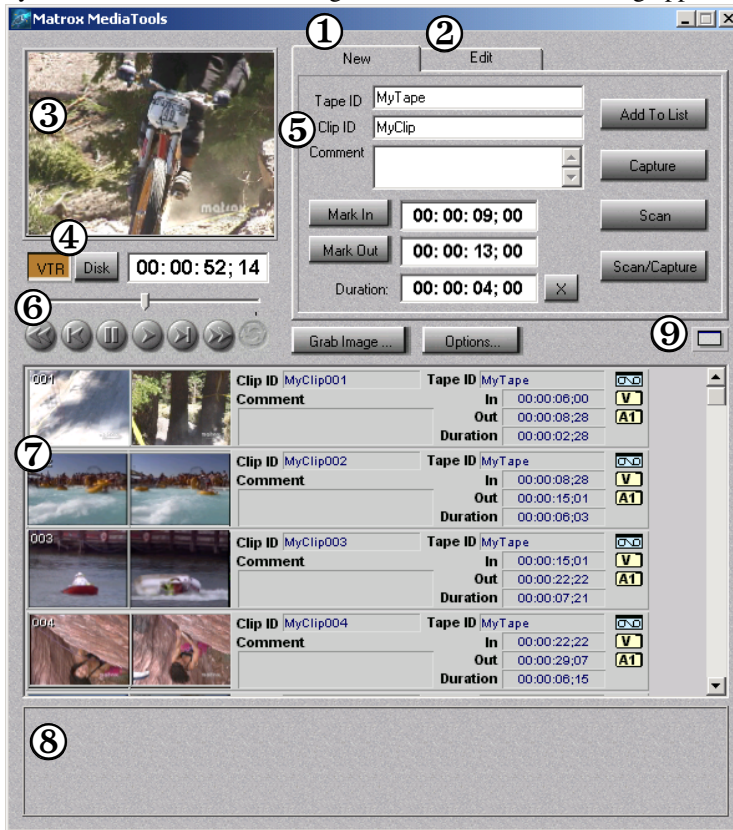 Matrox MediaTools
1
2
New
Edit
3
Tape ID MyTape
Add To List
5
Clip ID MyClip
Comment
Capture
matrox
Mark In 00:00:09;00
Scan
4
VTR Disk 00:00:52;14
Mark Out 00:00:13;00
Scan/Capture
Duration: 00:00:04;00 X
6
Grab Image ...
Options...
9
001
Clip ID MyClip001 Tape ID MyTape
Comment In 00:00:06;00 V
Out 00:00:08;28 A1
Duration 00:00:02;28
7
Clip ID MyClip002 Tape ID MyTape
Comment In 00:00:08;28 V
Out 00:00:15;01 A1
Duration 00:00:06;03
003
Clip ID MyClip003 Tape ID MyTape
Comment In 00:00:15;01 V
Out 00:00:22;22 A1
Duration 00:00:07;21
004
Clip ID MyClip004 Tape ID MyTape
Comment In 00:00:22;22 V
Out 00:00:29;07 A1
Duration 00:00:06;15
8